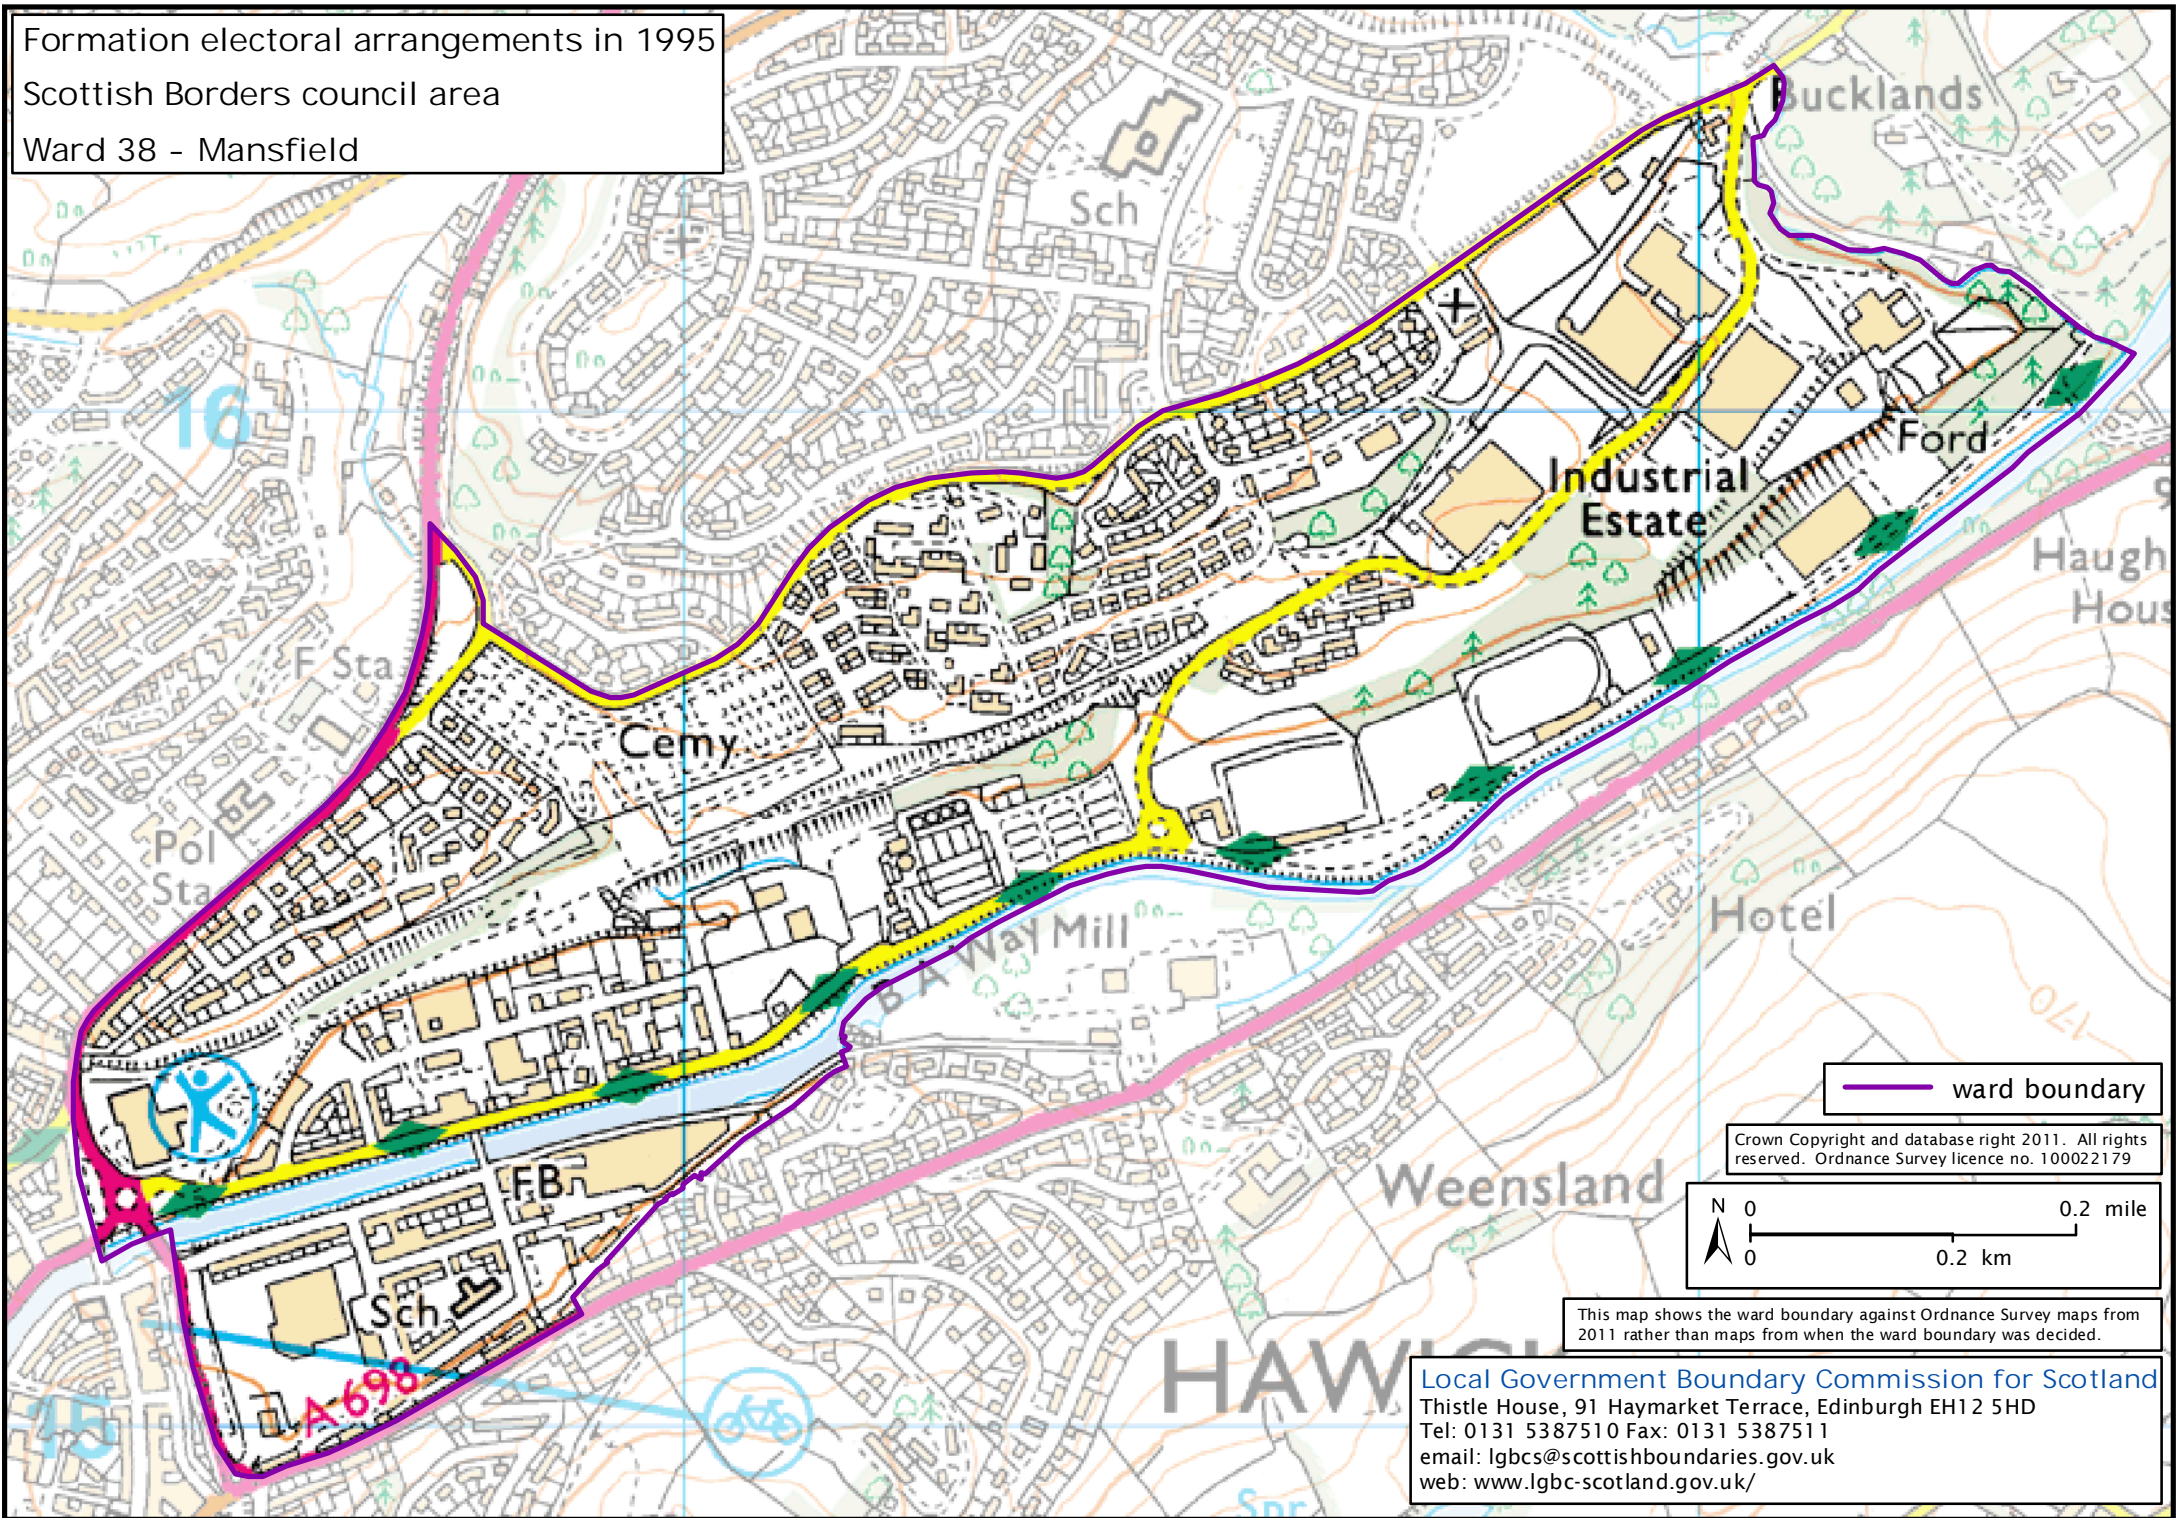 Formation electoral arrangements in 1995
Scottish Borders council area
Ward 38 - Mansfield
Bucklands
Sch
16
Ford
Industrial
Estate
Haugh
Hous
F Sta
Cemy
Pol
Sta
Mill
Way
Hotel
170
ward boundary
Crown Copyright and database right 2011. All rights
reserved. Ordnance Survey licence no. 100022179
FB
Weensland
N 0 0.2 mile
0 0.2 km
Sch
This map shows the ward boundary against Ordnance Survey maps from
2011 rather than maps from when the ward boundary was decided.
A 698
HAWICK
15
Local Government Boundary Commission for Scotland
Thistle House, 91 Haymarket Terrace, Edinburgh EH12 5HD
Tel: 0131 5387510 Fax: 0131 5387511
email: lgbcs@scottishboundaries.gov.uk
web: www.lgbc-scotland.gov.uk/
Spr